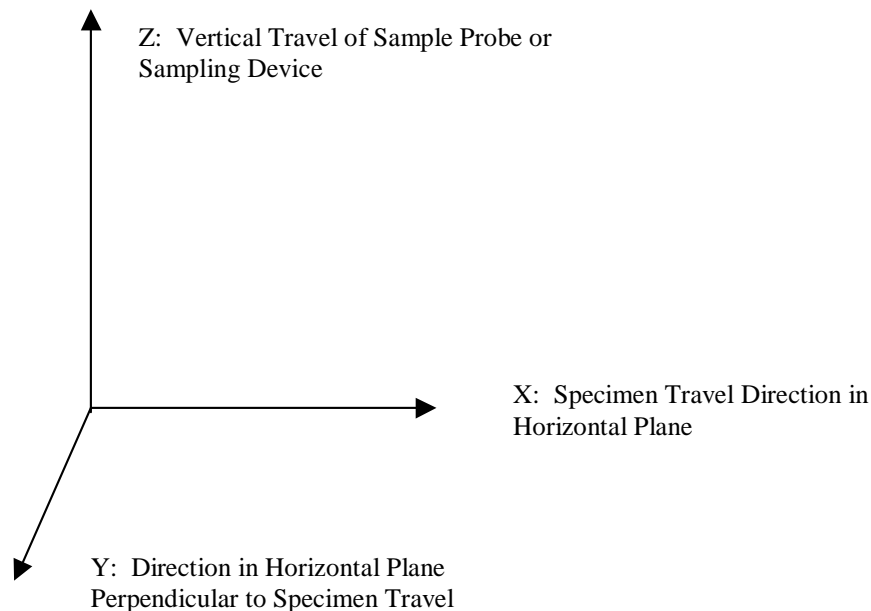 Z: Vertical Travel of Sample Probe or
Sampling Device
X: Specimen Travel Direction in
Horizontal Plane
Y: Direction in Horizontal Plane
Perpendicular to Specimen Travel